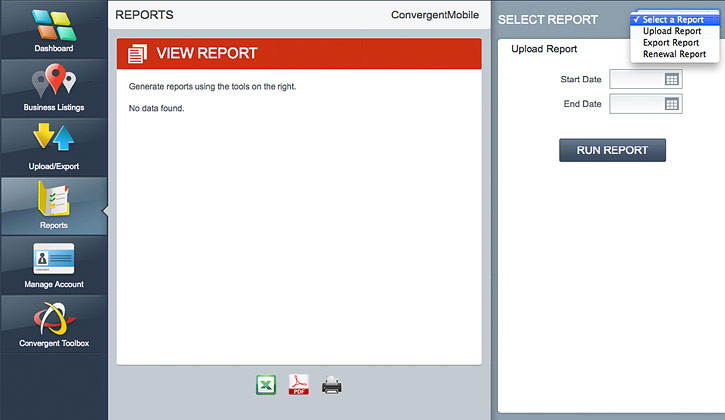 Dashboard
Business Listings
Upload/Export
Reports
Manage Account
Convergent Toolbox
REPORTS
ConvergentMobile
VIEW REPORT
Generate reports using the tools on the right.
No data found.
PDF
SELECT REPORT
✓ Select a Report
Upload Report
Export Report
Renewal Report
Upload Report
Start Date
End Date
RUN REPORT